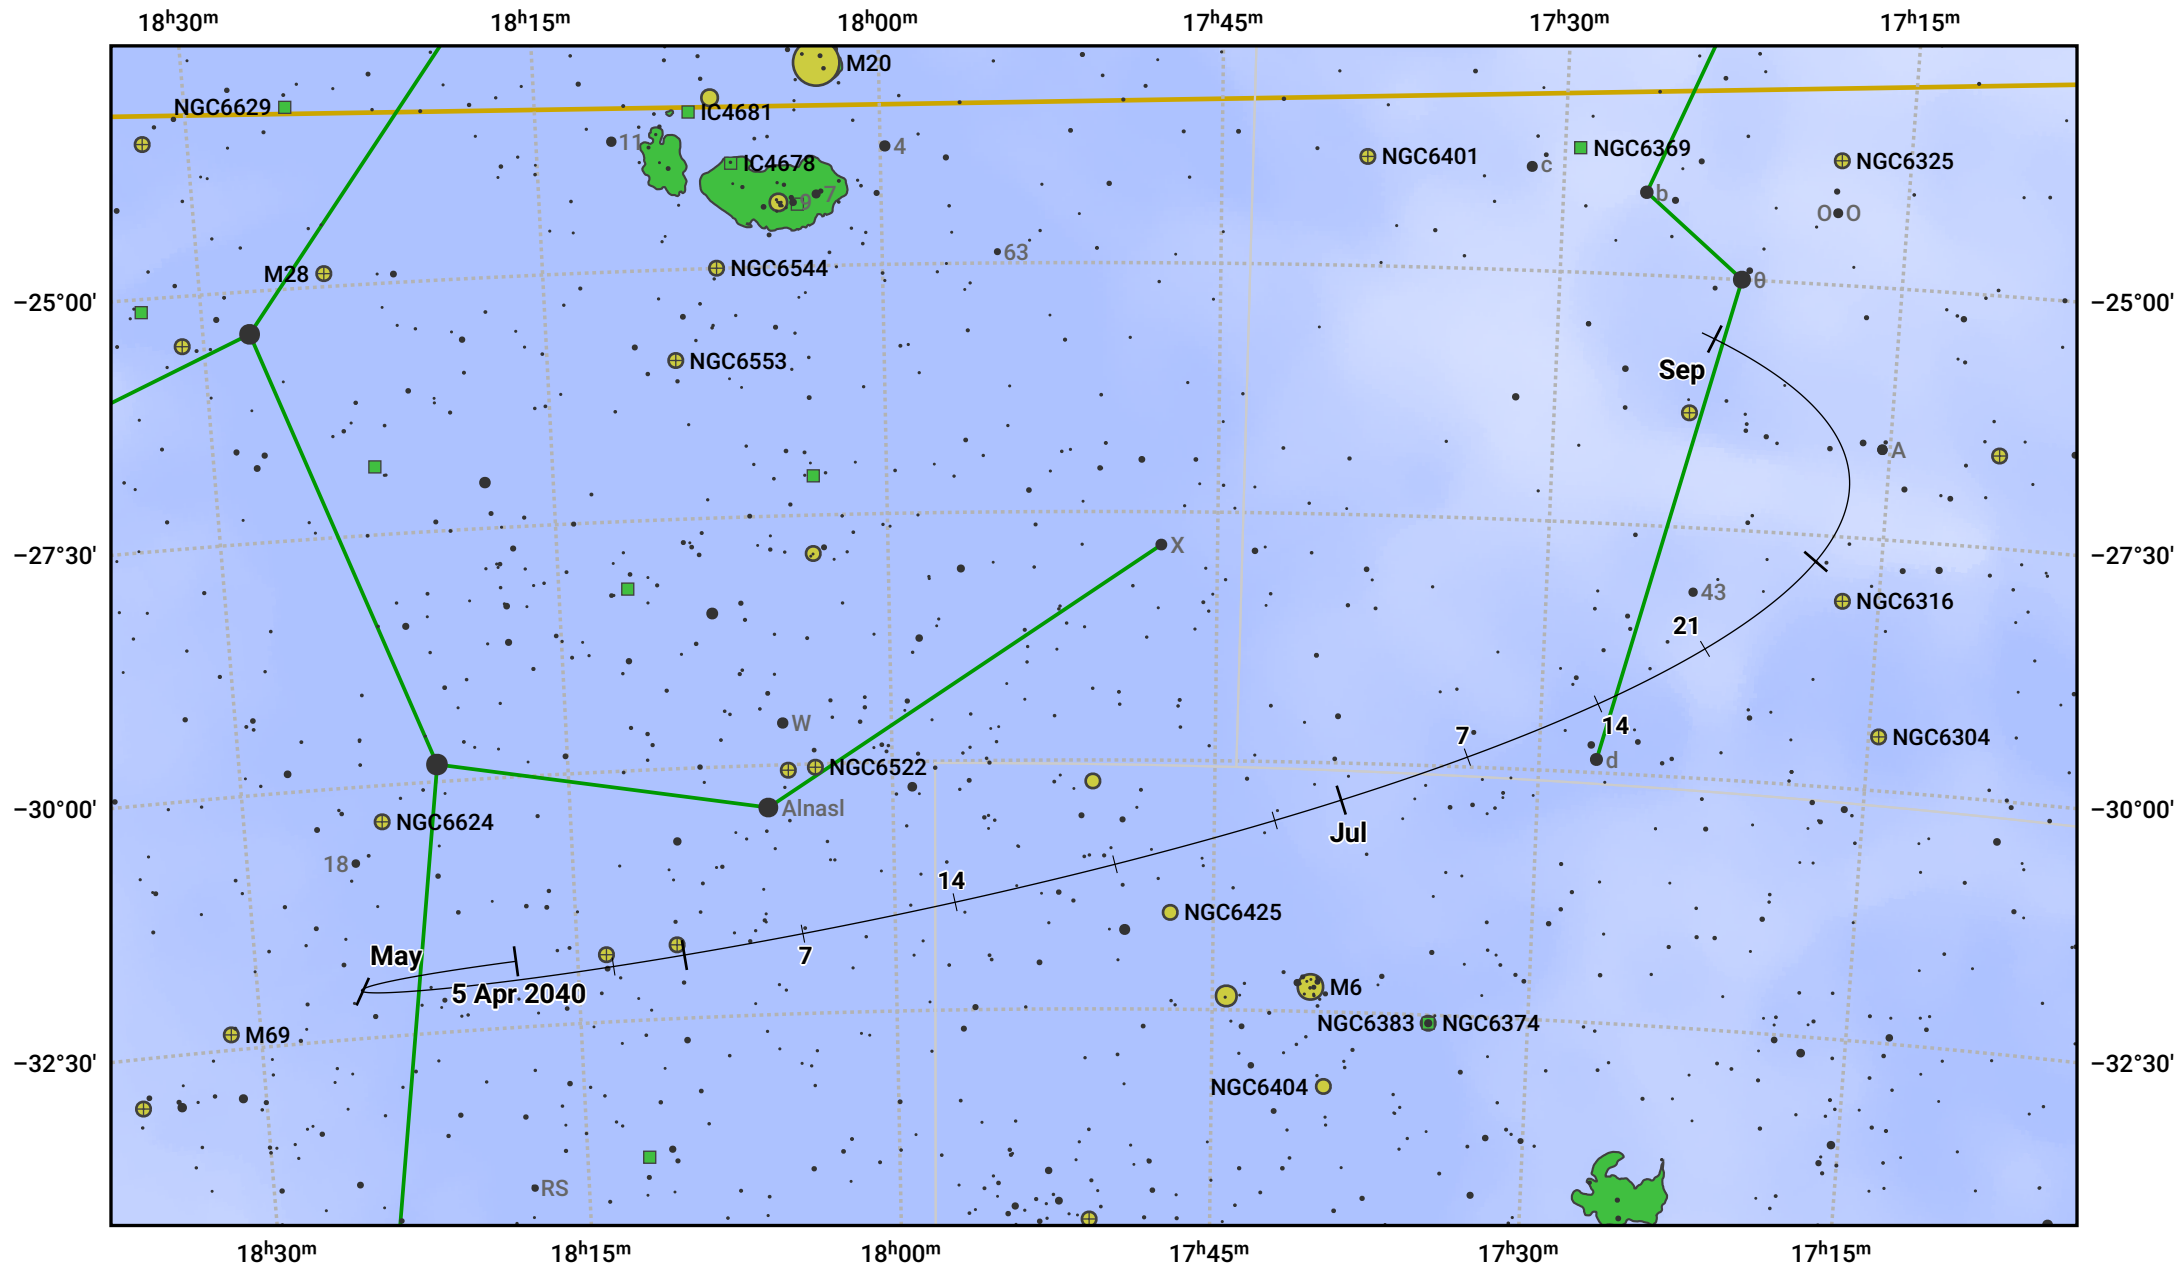 18h30m 18h15m 18h00m 17h45m 17h30m 17h15m
M20
NGC6629
IC4681
11
4
IC4678
NGC6401
c
NGC6369
NGC6325
9
7
b
O O
63
M28
NGC6544
θ
−25°00'
−25°00'
NGC6553
Sep
A
−27°30'
X
−27°30'
43
NGC6316
21
W
14
7
NGC6304
d
NGC6522
−30°00'
Alnasl
−30°00'
NGC6624
Jul
18
14
NGC6425
May
7
5 Apr 2040
M6
NGC6383
NGC6374
M69
−32°30'
−32°30'
NGC6404
RS
18h30m 18h15m 18h00m 17h45m 17h30m 17h15m